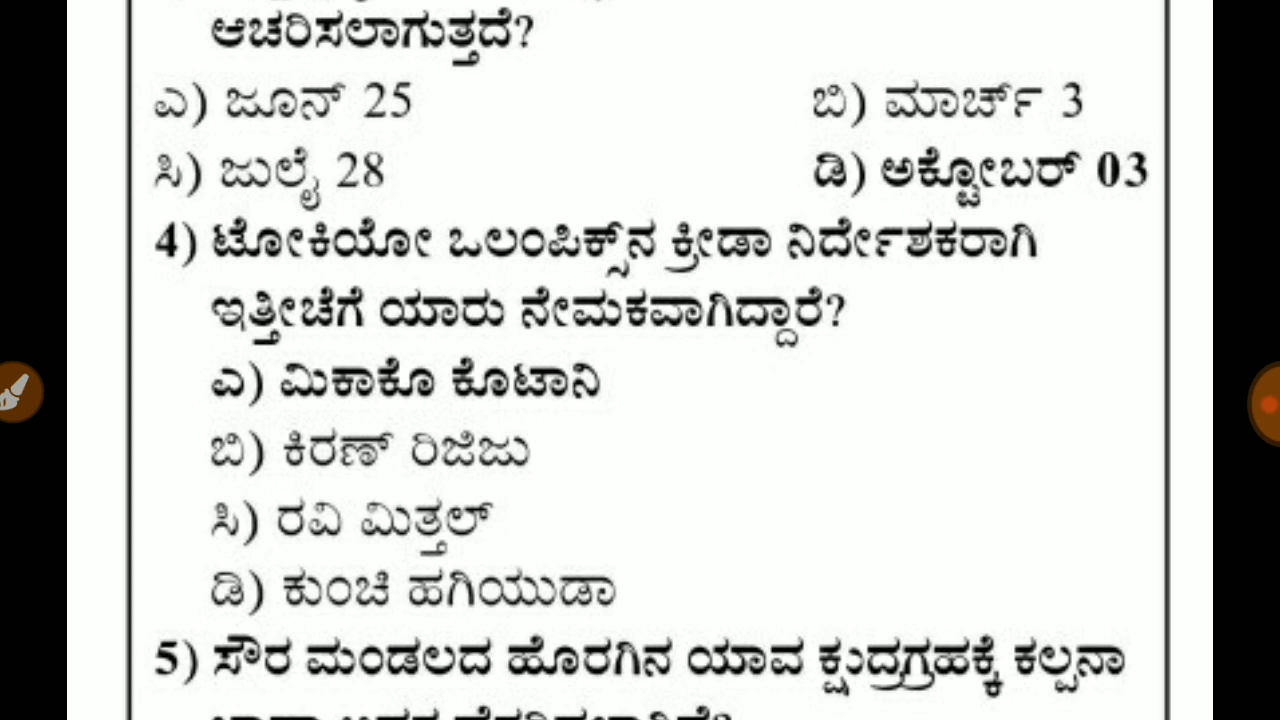 ಆಚರಿಸಲಾಗುತ್ತದೆ?
ಎ) ಜೂನ್ 25 ಬಿ) ಮಾರ್ಚ್ 3
ಸಿ) ಜುಲೈ 28 ಡಿ) ಅಕ್ಟೋಬರ್ 03
4) ಟೋಕಿಯೋ ಒಲಂಪಿಕ್ಸ್‌ನ ಕ್ರೀಡಾ ನಿರ್ದೇಶಕರಾಗಿ
ಇತ್ತೀಚೆಗೆ ಯಾರು ನೇಮಕವಾಗಿದ್ದಾರೆ?
ಎ) ಮಿಕಾಕೊ ಕೊಟಾನಿ
ಬಿ) ಕಿರಣ್ ರಿಜಿಜು
ಸಿ) ರವಿ ಮಿತ್ತಲ್
ಡಿ) ಕುಂಚಿ ಹಗಿಯುಡಾ
5) ಸೌರ ಮಂಡಲದ ಹೊರಗಿನ ಯಾವ ಕ್ಷುದ್ರಗ್ರಹಕ್ಕೆ ಕಲ್ಪನಾ